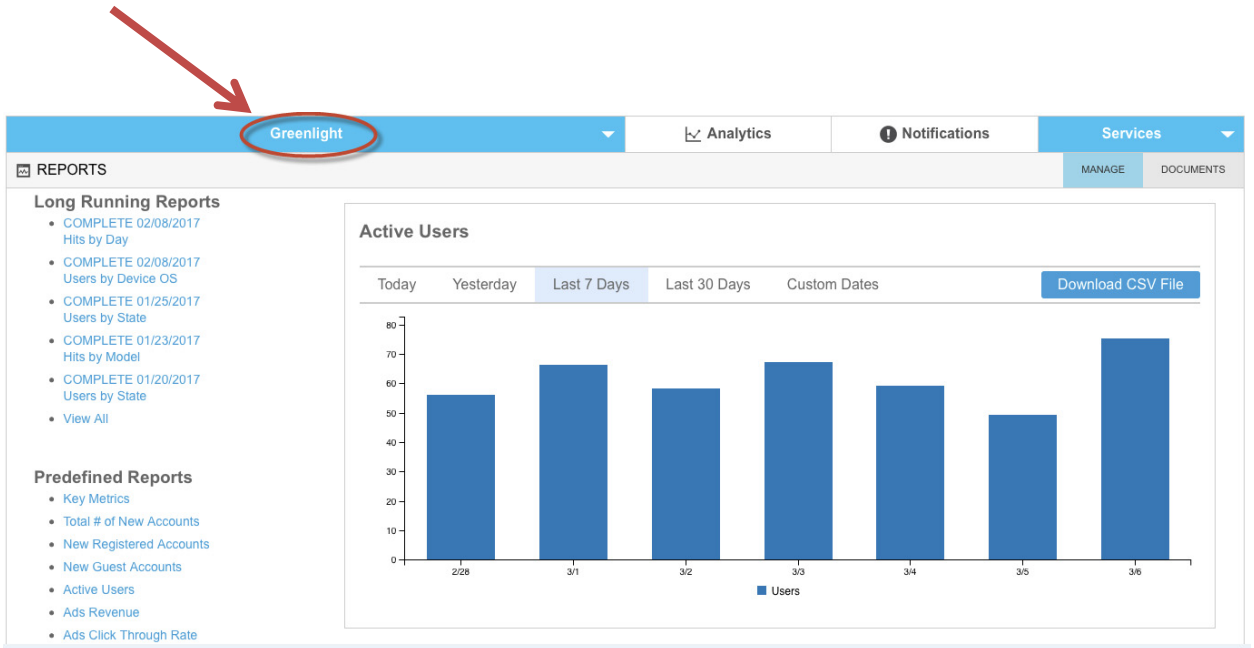 Greenlight
Analytics
Notifications
Services
REPORTS
MANAGE
DOCUMENTS
Long Running Reports
COMPLETE 02/08/2017
Hits by Day
COMPLETE 02/08/2017
Users by Device OS
COMPLETE 01/25/2017
Users by State
COMPLETE 01/23/2017
Hits by Model
COMPLETE 01/20/2017
Users by State
View All
Predefined Reports
Key Metrics
Total # of New Accounts
New Registered Accounts
New Guest Accounts
Active Users
Ads Revenue
Ads Click Through Rate
Active Users
Today
Yesterday
Last 7 Days
Last 30 Days
Custom Dates
Download CSV File
80
70
60
50
40
30
20
10
0
2/28
3/1
3/2
3/3
3/4
3/5
3/6
Users